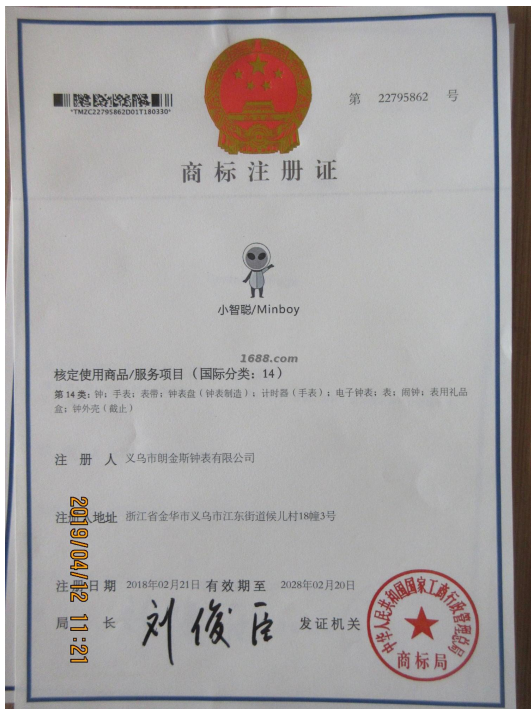 第 22795862 号
*TMZC22795862D01T180330*
商标注册证
小智聪/Minboy
1688.com
核定使用商品/服务项目（国际分类：14）
第14类：钟；手表；表带；钟表盘（钟表制造）；计时器（手表）；电子钟表；表；闹钟；表用礼品
盒；钟外壳（截止）
注 册 人 义乌市朗金斯钟表有限公司
注册人地址 浙江省金华市义乌市江东街道候儿村18幢3号
注册日期 2018年02月21日 有效期至 2028年02月20日
局 长 刘俊臣 发证机关
中华人民共和国国家工商行政管理总局
商标局
2019/04/12 11:21